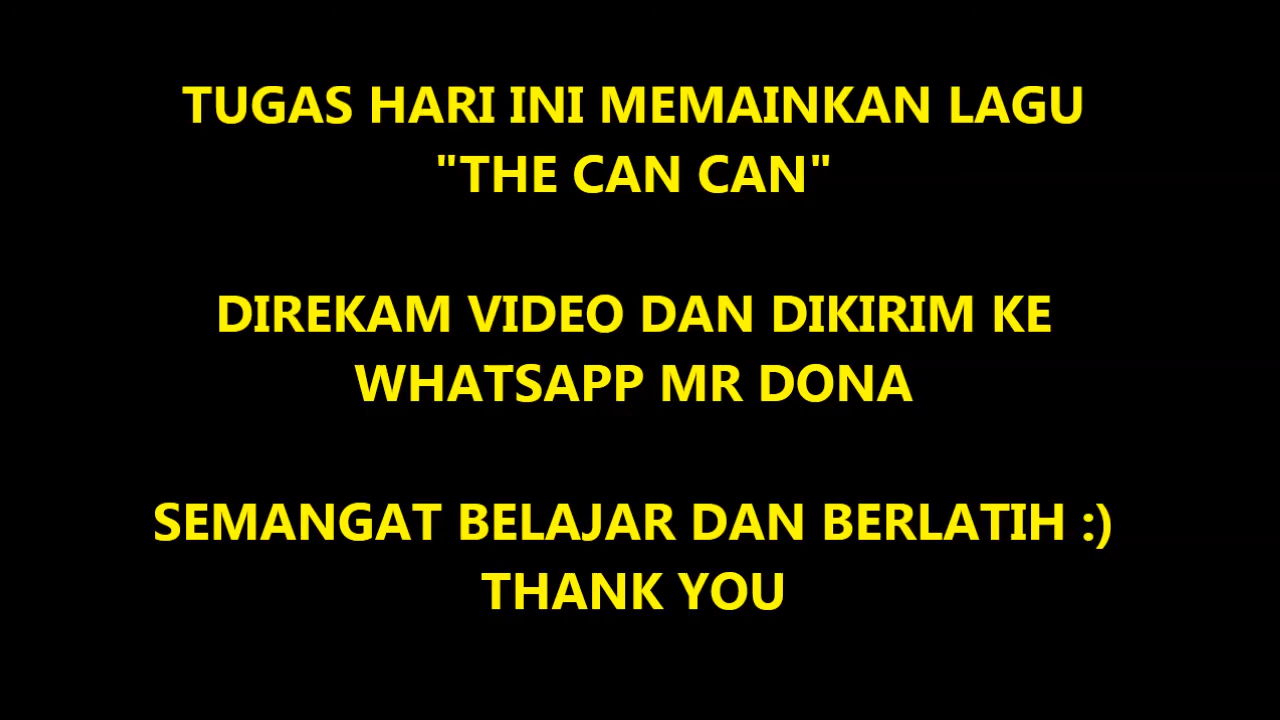 TUGAS HARI INI MEMAINKAN LAGU
"THE CAN CAN"
DIREKAM VIDEO DAN DIKIRIM KE
WHATSAPP MR DONA
SEMANGAT BELAJAR DAN BERLATIH :)
THANK YOU